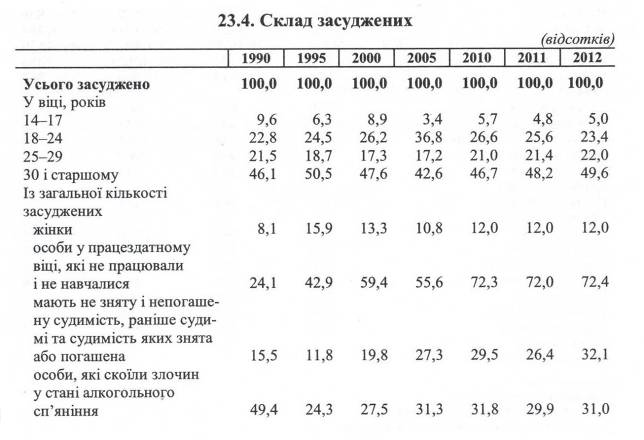 23.4. Склад засуджених
(відсотків)
1990 1995 2000 2005 2010 2011 2012
Усього засуджено 100,0 100,0 100,0 100,0 100,0 100,0 100,0
У віці, років
14–17 9,6 6,3 8,9 3,4 5,7 4,8 5,0
18–24 22,8 24,5 26,2 36,8 26,6 25,6 23,4
25–29 21,5 18,7 17,3 17,2 21,0 21,4 22,0
30 і старшому 46,1 50,5 47,6 42,6 46,7 48,2 49,6
Із загальної кількості
засуджених
жінки 8,1 15,9 13,3 10,8 12,0 12,0 12,0
особи у працездатному
віці, які не працювали
і не навчалися 24,1 42,9 59,4 55,6 72,3 72,0 72,4
мають не зняту і непогаше-
ну судимість, раніше суди-
мі та судимість яких знята
або погашена 15,5 11,8 19,8 27,3 29,5 26,4 32,1
особи, які скоїли злочин
у стані алкогольного
сп’яніння 49,4 24,3 27,5 31,3 31,8 29,9 31,0